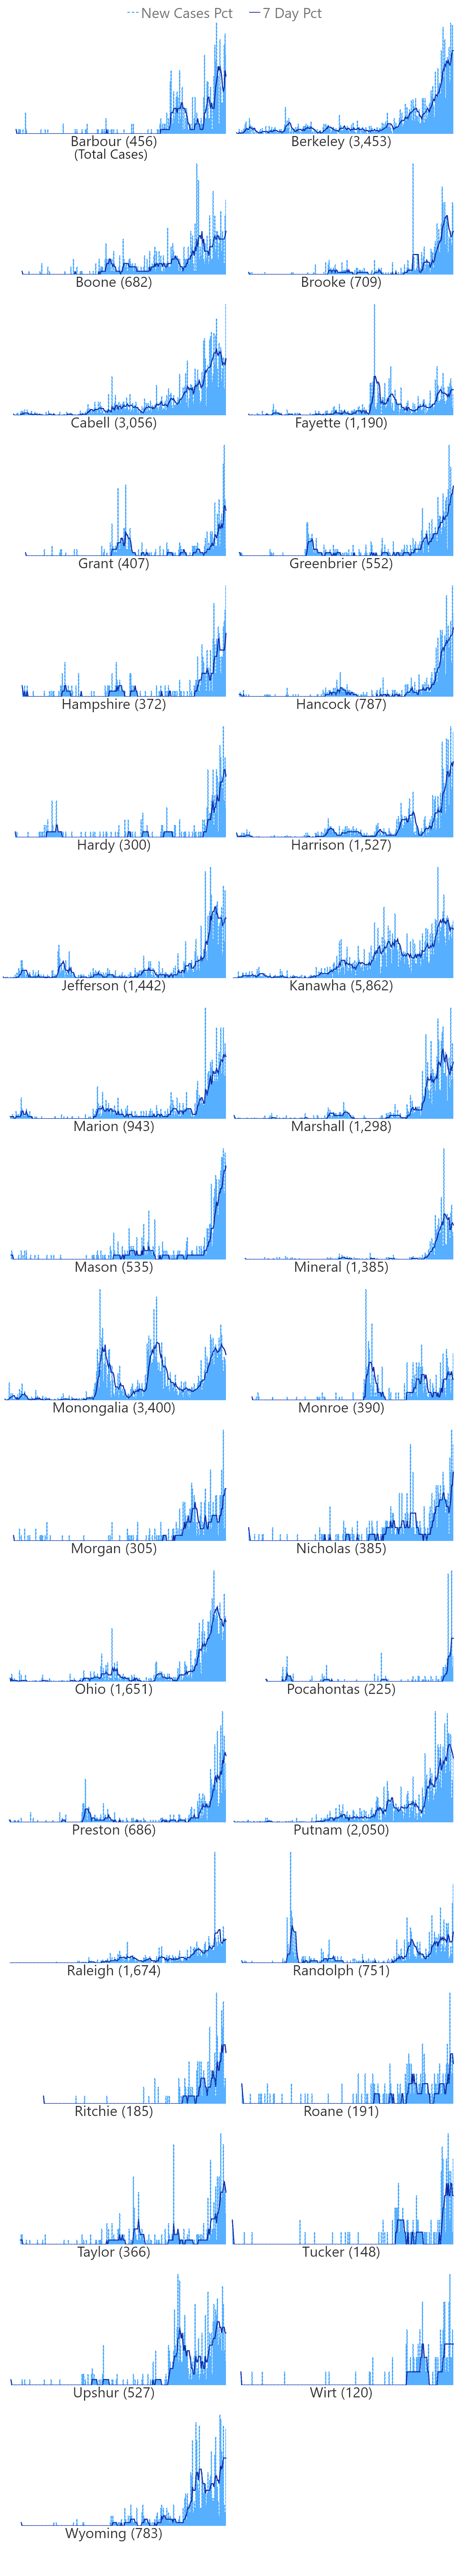 New Cases Pct 7 Day Pct
Barbour (456) Berkeley (3,453)
(Total Cases)
Boone (682) Brooke (709)
Cabell (3,056) Fayette (1,190)
Grant (407) Greenbrier (552)
Hampshire (372) Hancock (787)
Hardy (300) Harrison (1,527)
Jefferson (1,442) Kanawha (5,862)
Marion (943) Marshall (1,298)
Mason (535) Mineral (1,385)
Monongalia (3,400) Monroe (390)
Morgan (305) Nicholas (385)
Ohio (1,651) Pocahontas (225)
Preston (686) Putnam (2,050)
Raleigh (1,674) Randolph (751)
Ritchie (185) Roane (191)
Taylor (366) Tucker (148)
Upshur (527) Wirt (120)
Wyoming (783)